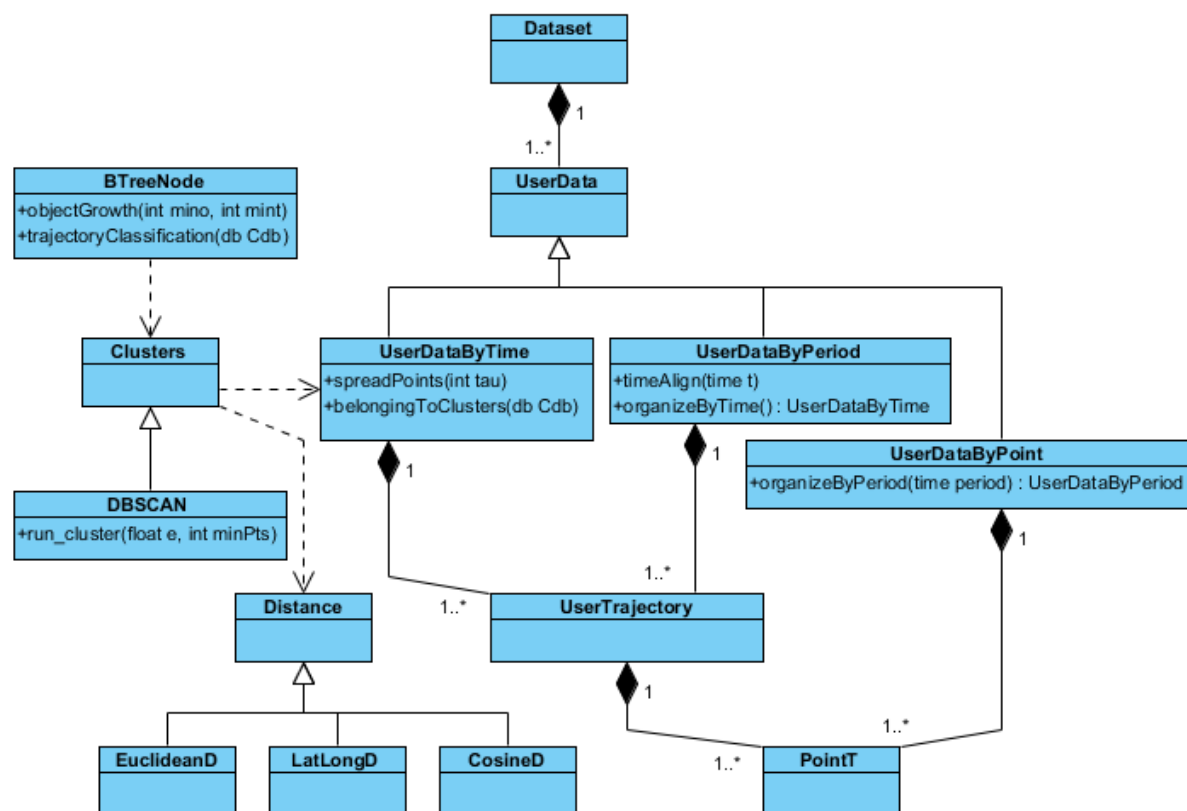 Dataset
1
1..*
UserData
BTreeNode
+objectGrowth(int mino, int mint)
+trajectoryClassification(db Cdb)
Clusters
UserDataByTime
+spreadPoints(int tau)
+belongingToClusters(db Cdb)
UserDataByPeriod
+timeAlign(time t)
+organizeByTime() : UserDataByTime
UserDataByPoint
+organizeByPeriod(time period) : UserDataByPeriod
1
1
1
DBSCAN
+run_cluster(float e, int minPts)
1..*
1..*
Distance
UserTrajectory
1
1..*
1..*
EuclideanD
LatLongD
CosineD
PointT